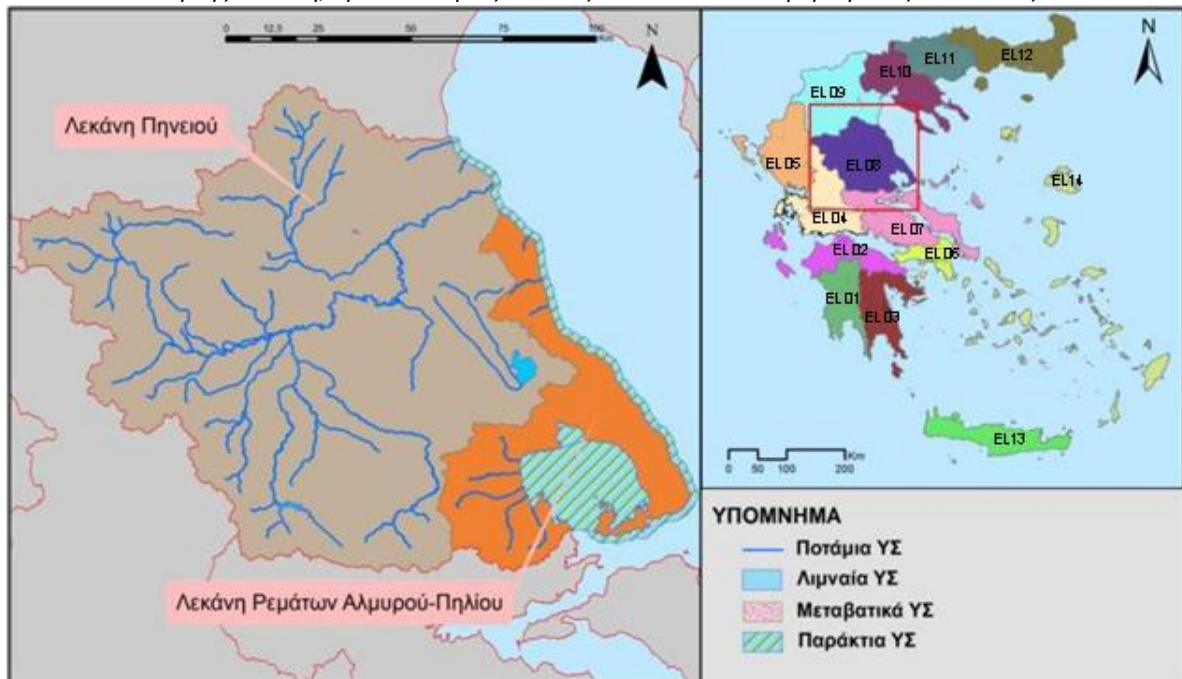 0 12,5 25 50 75 100
Km
N
Λεκάνη Πηνειού
Λεκάνη Ρεμάτων Αλμυρού-Πηλίου
N
EL12
EL11
EL10
EL09
EL05
EL08
EL14
EL04
EL07
EL02
EL06
EL01
EL03
EL13
0 50 100 200
Km
ΥΠΟΜΝΗΜΑ
Ποτάμια ΥΣ
Λιμναία ΥΣ
Μεταβατικά ΥΣ
Παράκτια ΥΣ